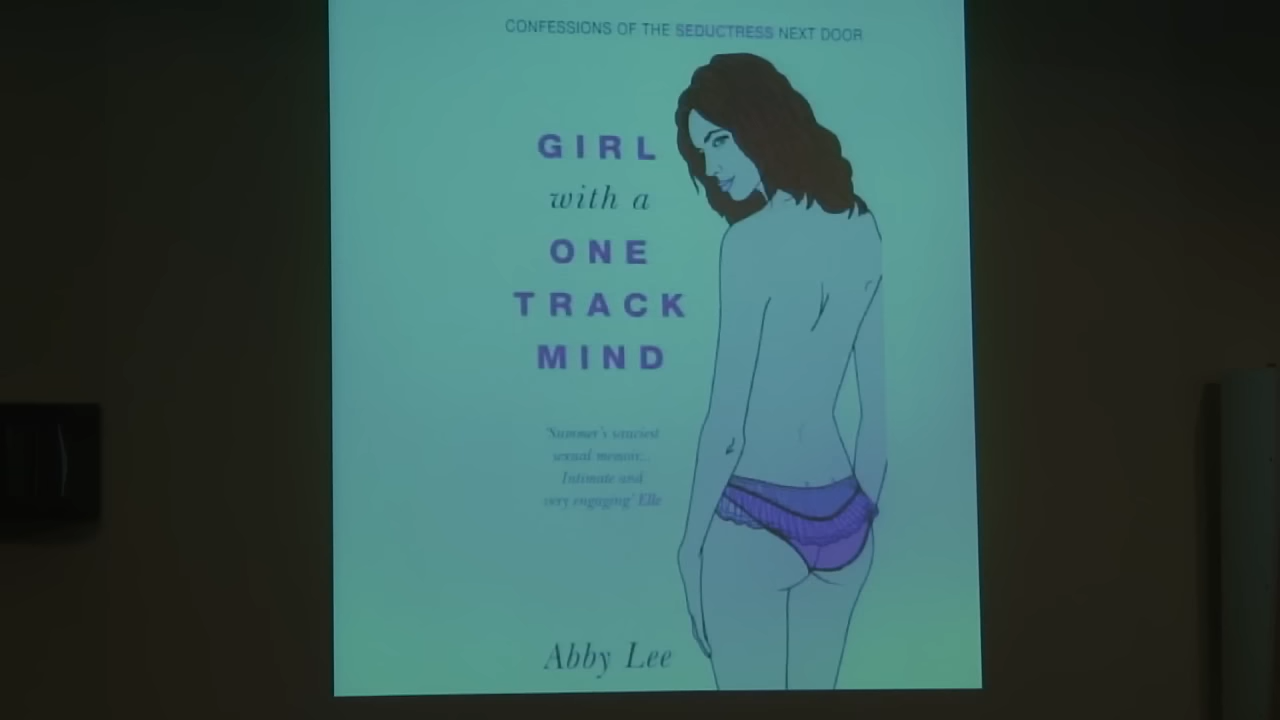 CONFESSIONS OF THE SEDUCTRESS NEXT DOOR
GIRL
with a
ONE
TRACK
MIND
'Summer's sauciest
sexual memoir...
Intimate and
very engaging' Elle
Abby Lee